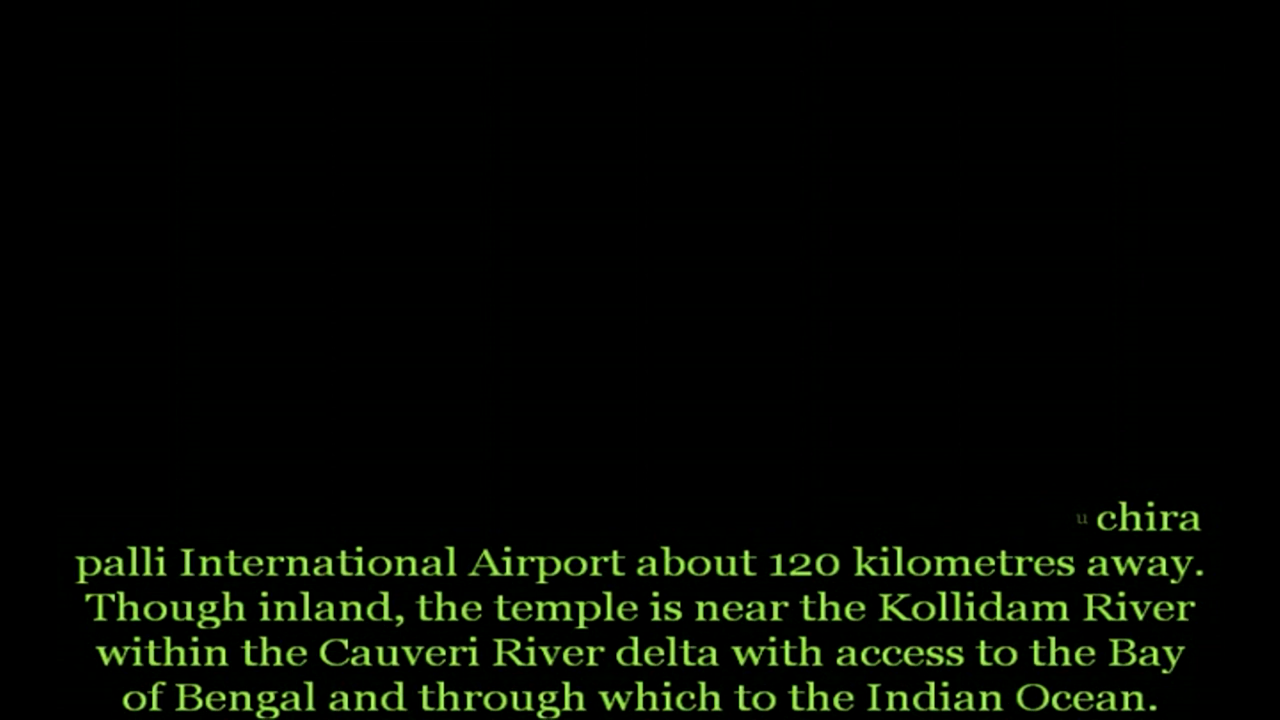 u chira
palli International Airport about 120 kilometres away.
Though inland, the temple is near the Kollidam River
within the Cauveri River delta with access to the Bay
of Bengal and through which to the Indian Ocean.